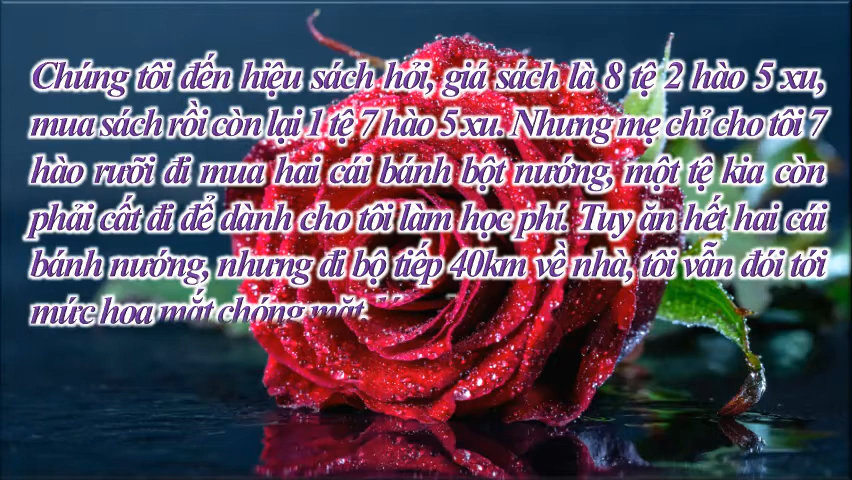 Chúng tôi đến hiệu sách hỏi, giá sách là 8 tệ 2 hào 5 xu,
mua sách rồi còn lại 1 tệ 7 hào 5 xu. Nhưng mẹ chỉ cho tôi 7
hào rưỡi đi mua hai cái bánh bột nướng, một tệ kia còn
phải cất đi để dành cho tôi làm học phí. Tuy ăn hết hai cái
bánh nướng, nhưng đi bộ tiếp 40km về nhà, tôi vẫn đói tới
mức hoa mắt chóng mặt.